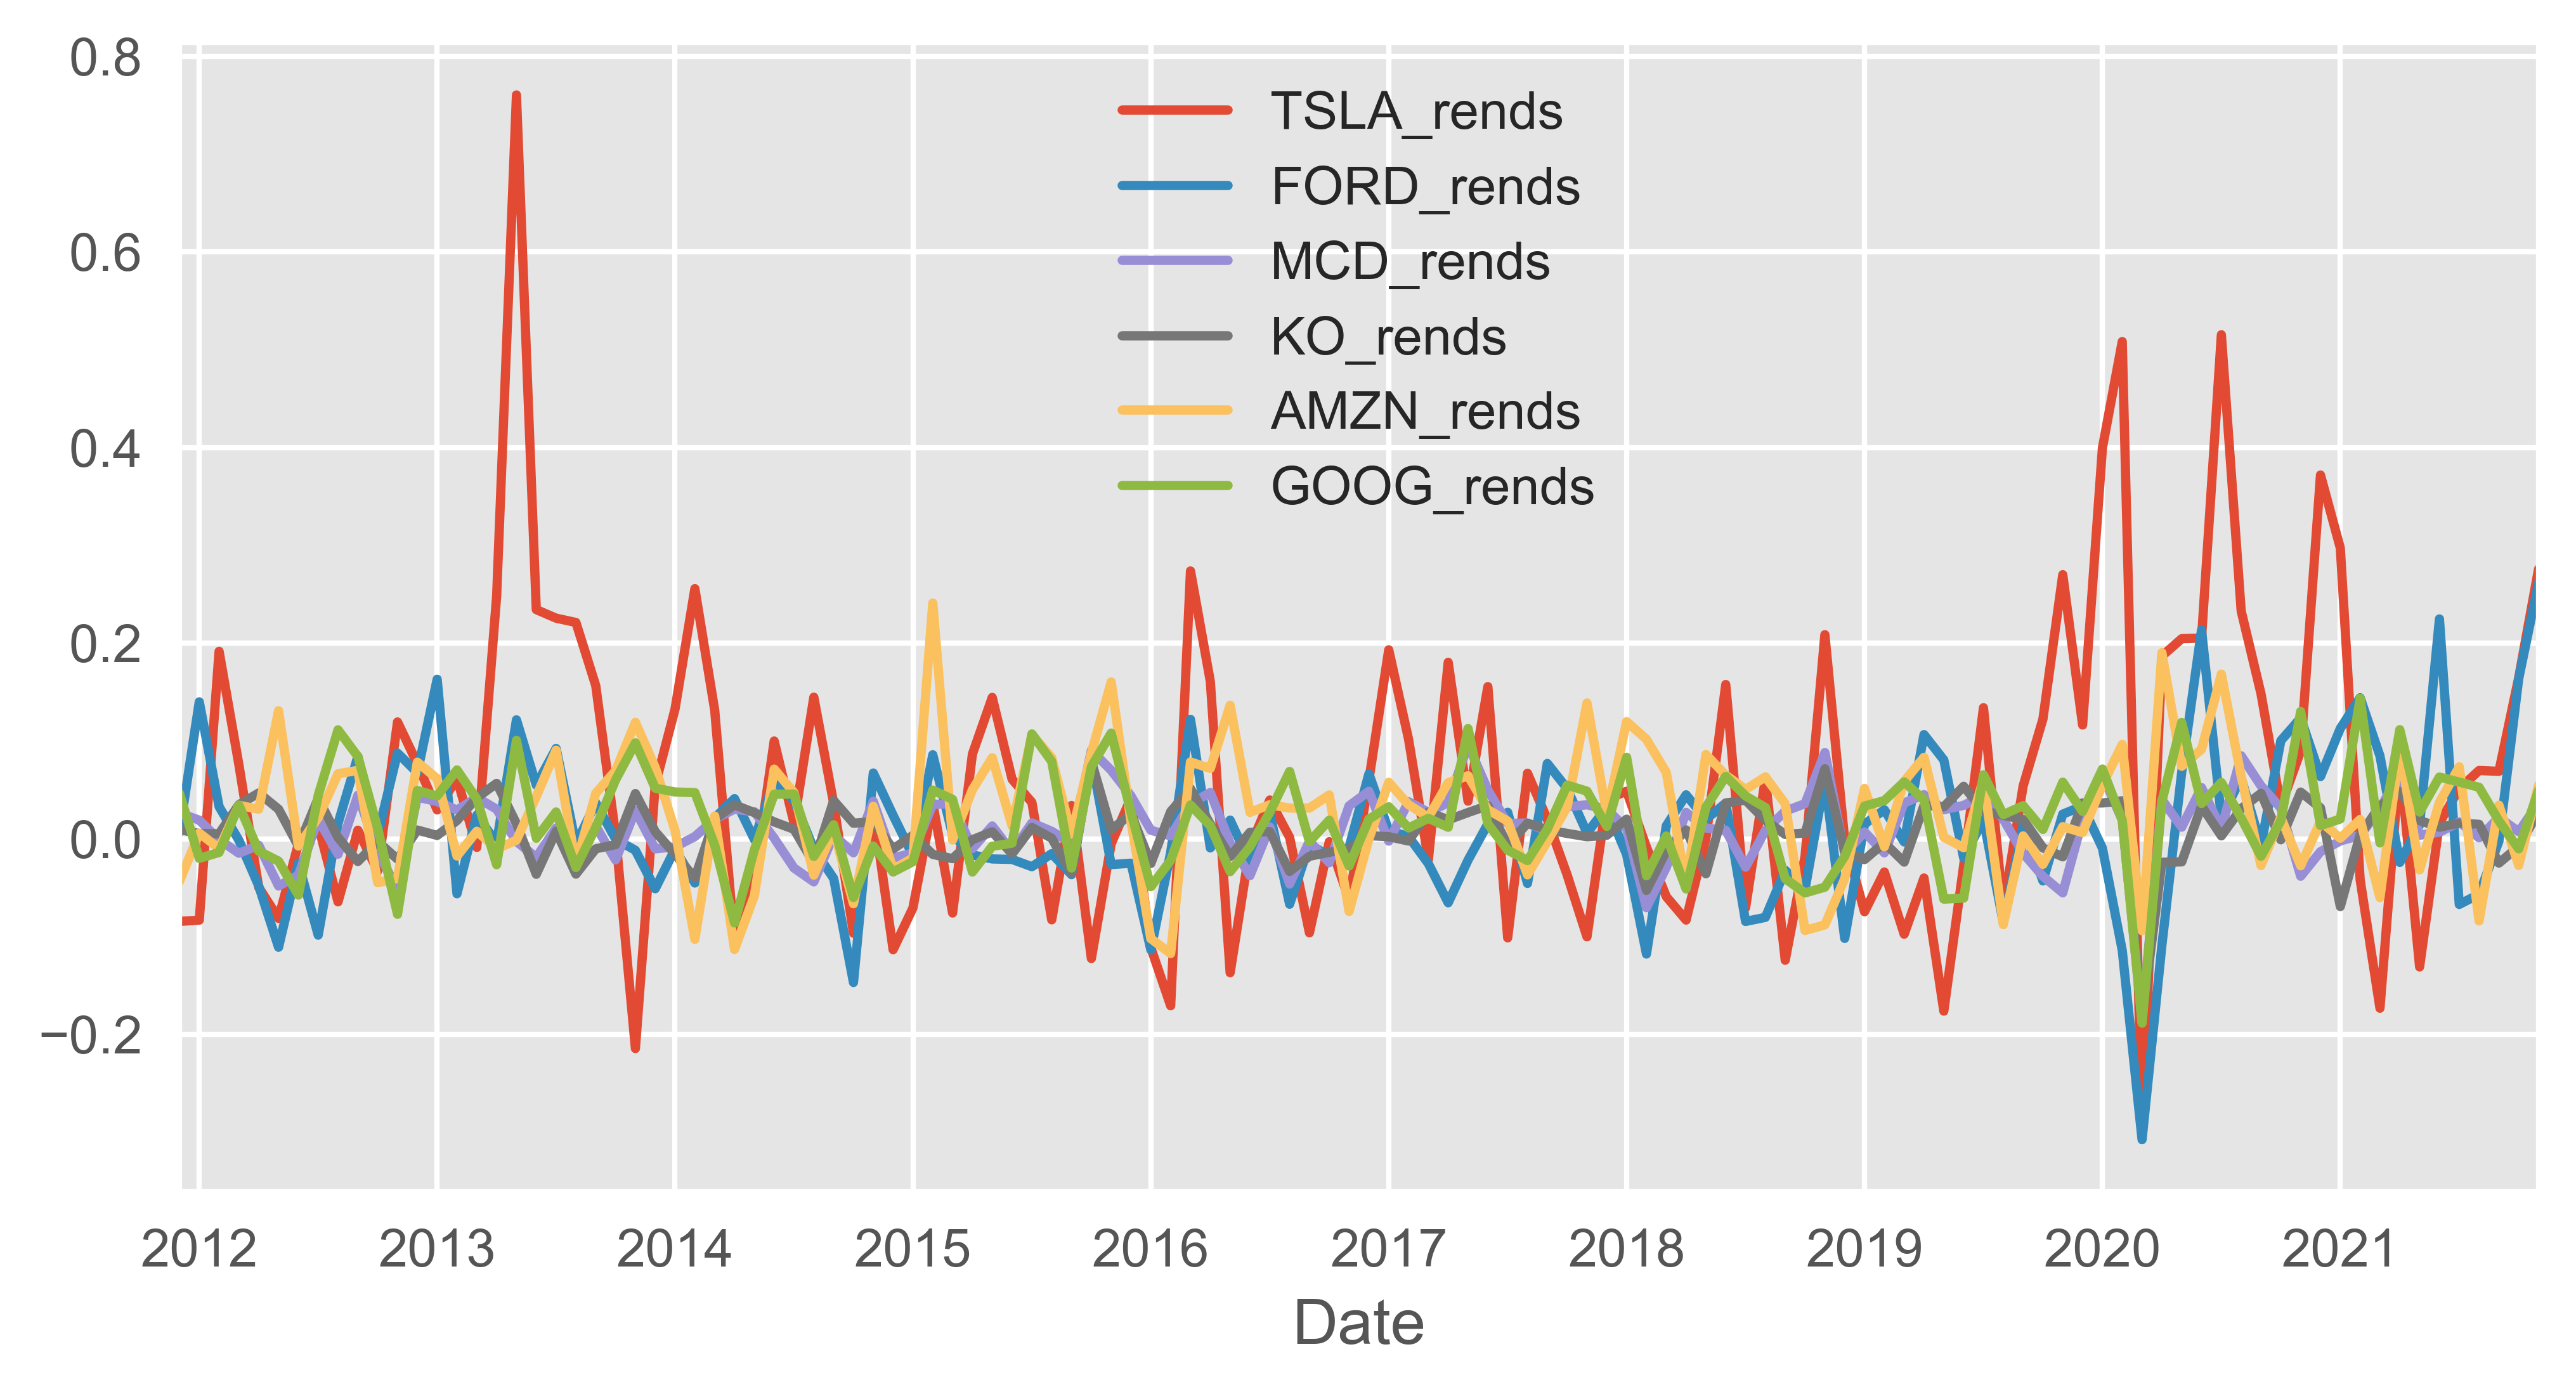 0.8
0.6
0.4
0.2
0.0
−0.2
TSLA_rends
FORD_rends
MCD_rends
KO_rends
AMZN_rends
GOOG_rends
2012 2013 2014 2015 2016 2017 2018 2019 2020 2021
Date